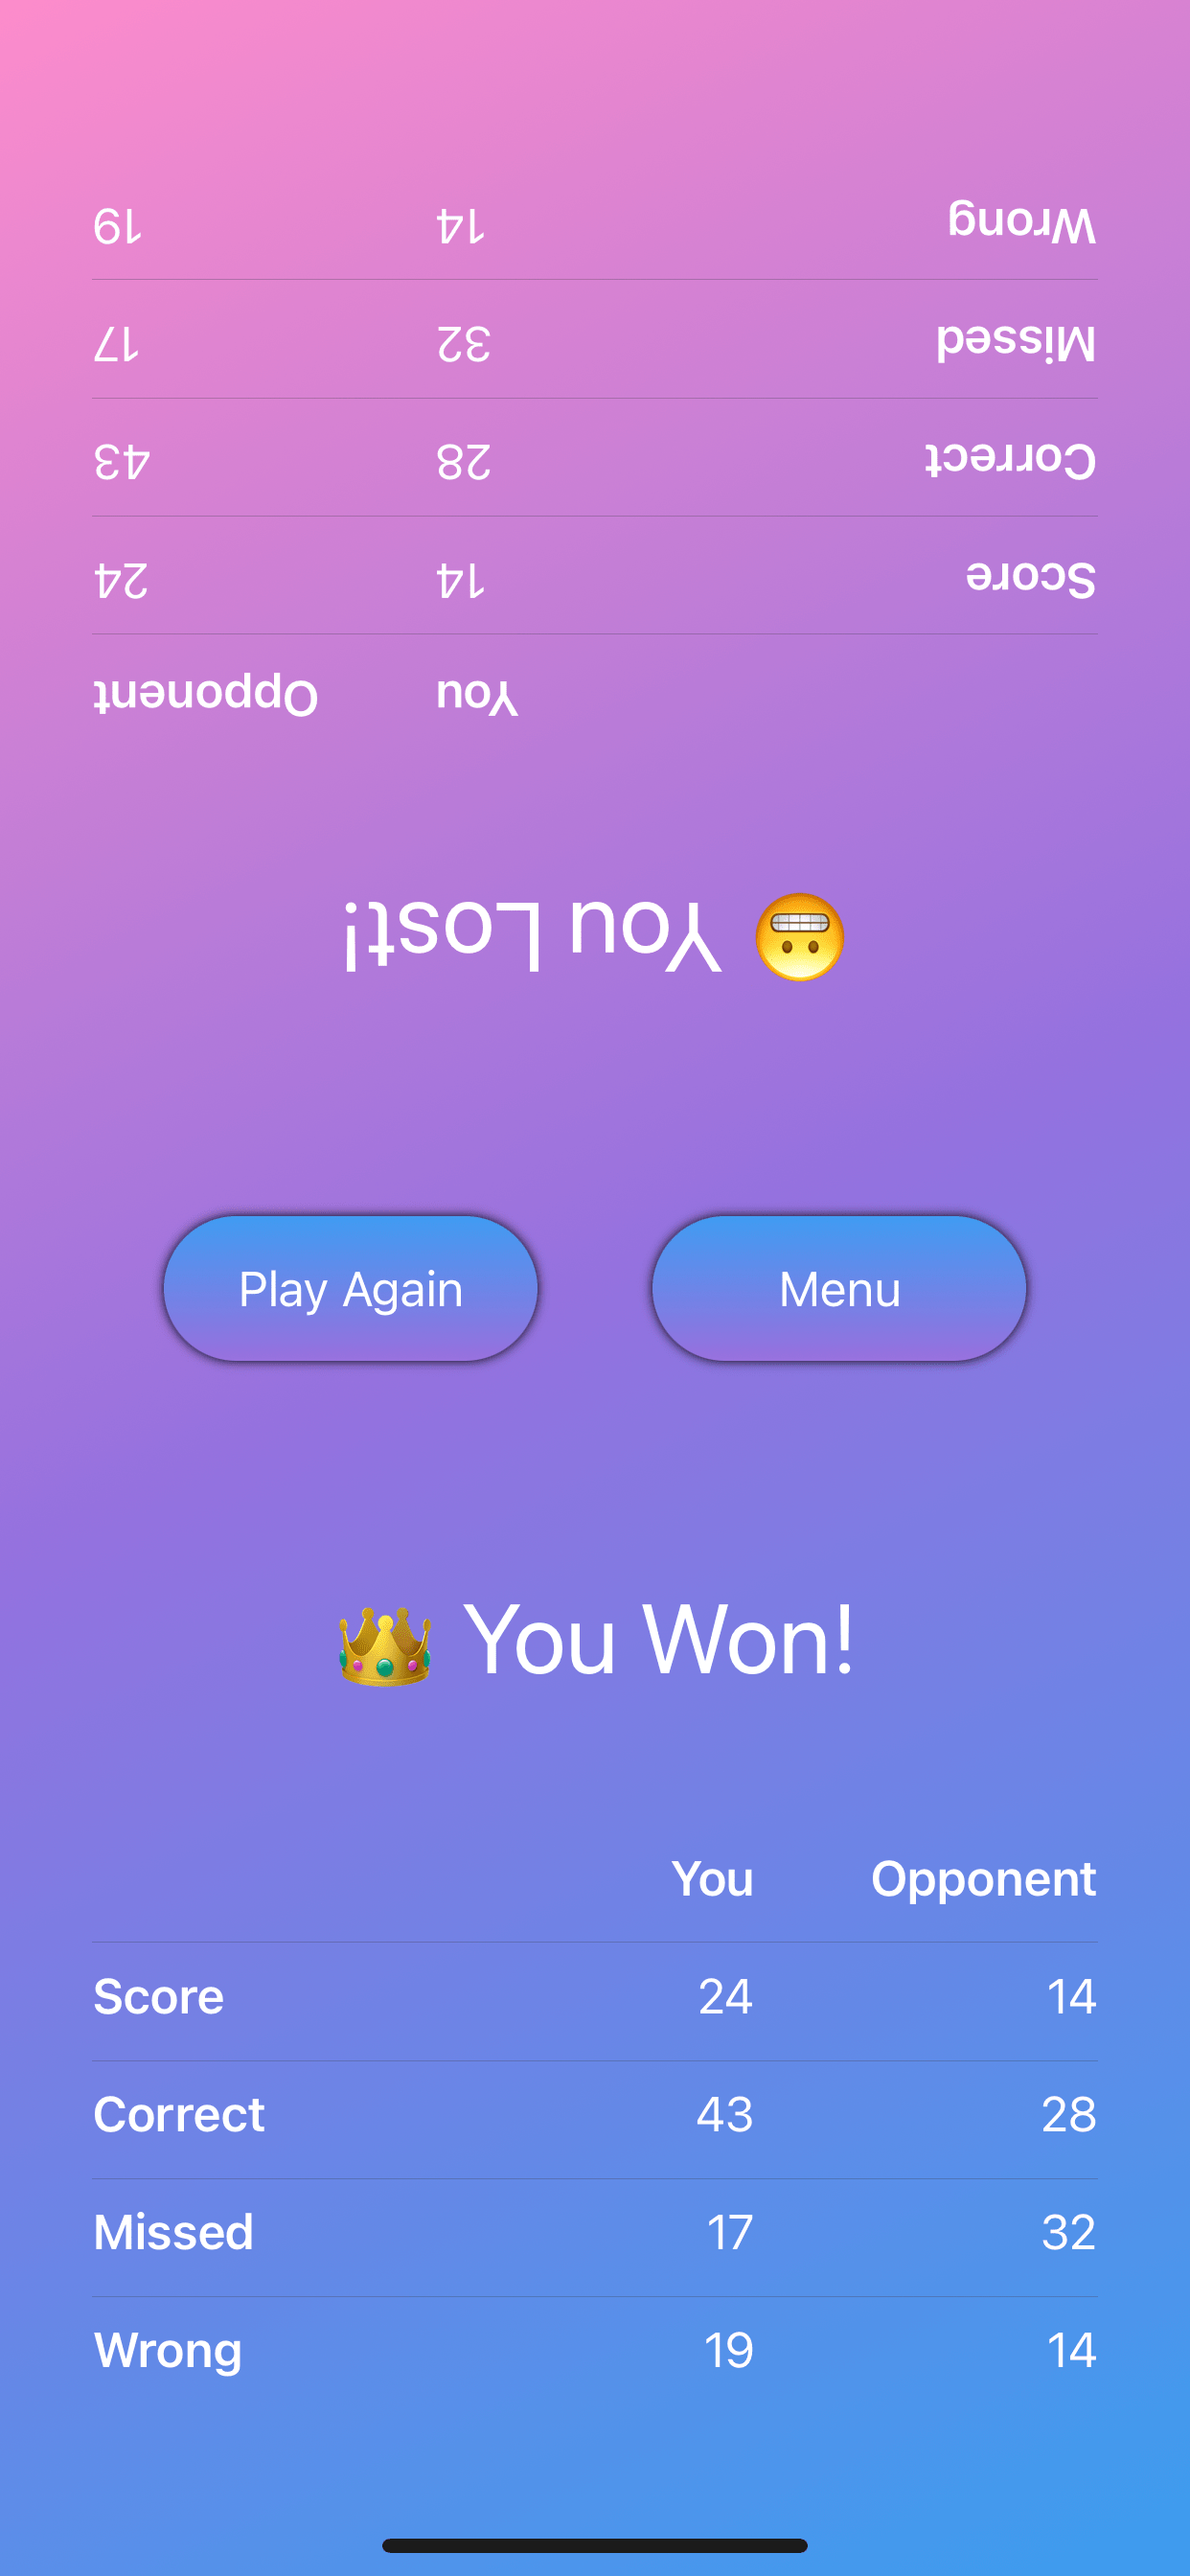 😬 You Lost!
You Opponent
Score 14 24
Correct 28 43
Missed 32 17
Wrong 14 19
Play Again Menu
👑 You Won!
You Opponent
Score 24 14
Correct 43 28
Missed 17 32
Wrong 19 14